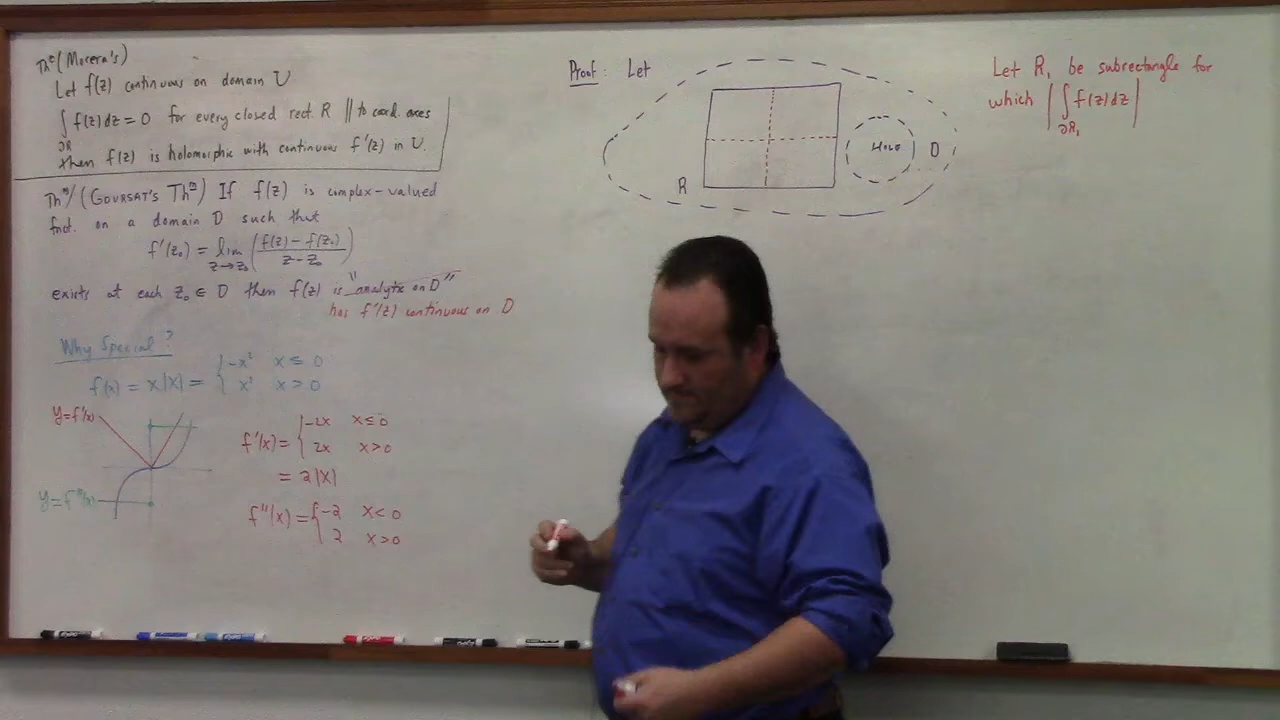 Thᵐ (Morera's)
Let f(z) continuous on domain U
∫_∂R f(z)dz = 0 for every closed rect. R ∥ to coord. axes
then f(z) is holomorphic with continuous f'(z) in U.
Thᵐ/ (GOURSAT'S Thᵐ) If f(z) is complex-valued
fnct. on a domain D such that
f'(z₀) = lim_{z→z₀} ( (f(z) - f(z₀)) / (z - z₀) )
exists at each z₀ ∈ D then f(z) is "analytic on D"
has f'(z) continuous on D
Why Special?
f(x) = x|x| = { -x² x ≤ 0
x² x > 0
y = f'(x)
y = f''(x)
f'(x) = { -2x x ≤ 0
2x x > 0
= 2|x|
f''(x) = { -2 x < 0
2 x > 0
Proof: Let
R
HOLE
D
Let R₁ be subrectangle for
which | ∫_∂R₁ f(z)dz |
EXPO